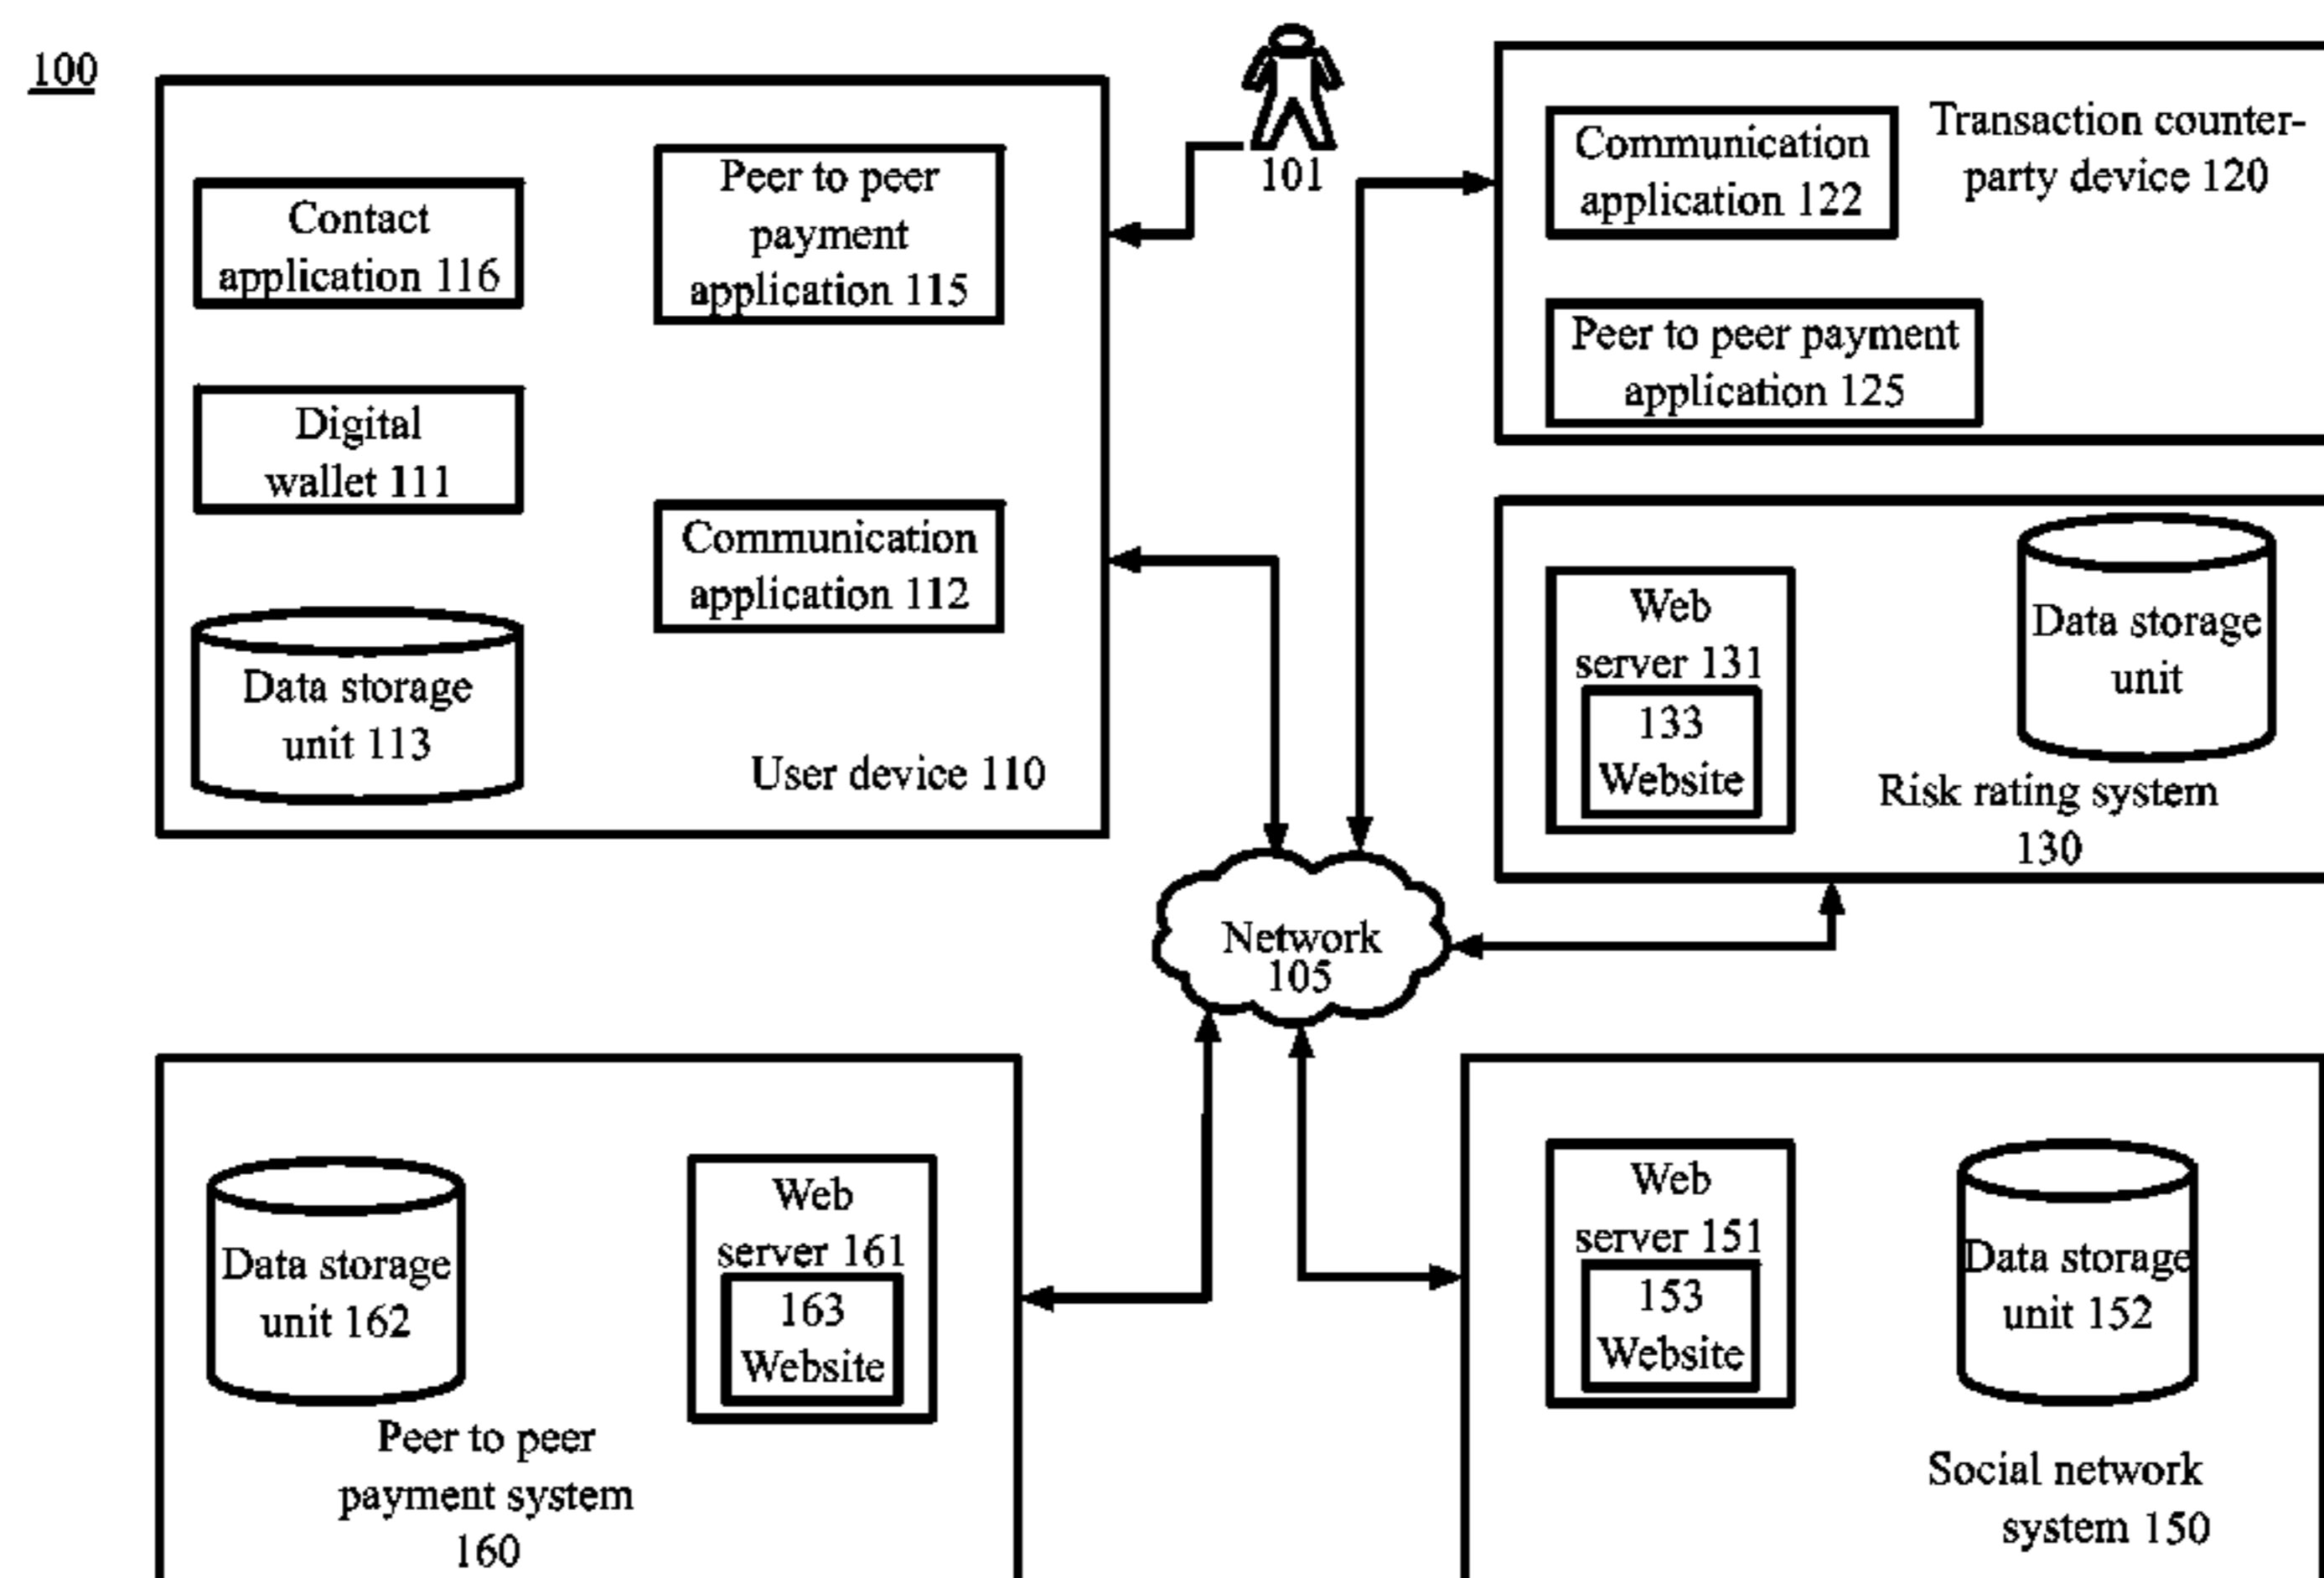 100
Contact
application 116
Peer to peer
payment
application 115
Digital
wallet 111
Communication
application 112
Data storage
unit 113
User device 110
101
Communication
application 122
Transaction counter-
party device 120
Peer to peer payment
application 125
Web
server 131
133
Website
Data storage
unit
Risk rating system
130
Network
105
Data storage
unit 162
Web
server 161
163
Website
Peer to peer
payment system
160
Web
server 151
153
Website
Data storage
unit 152
Social network
system 150